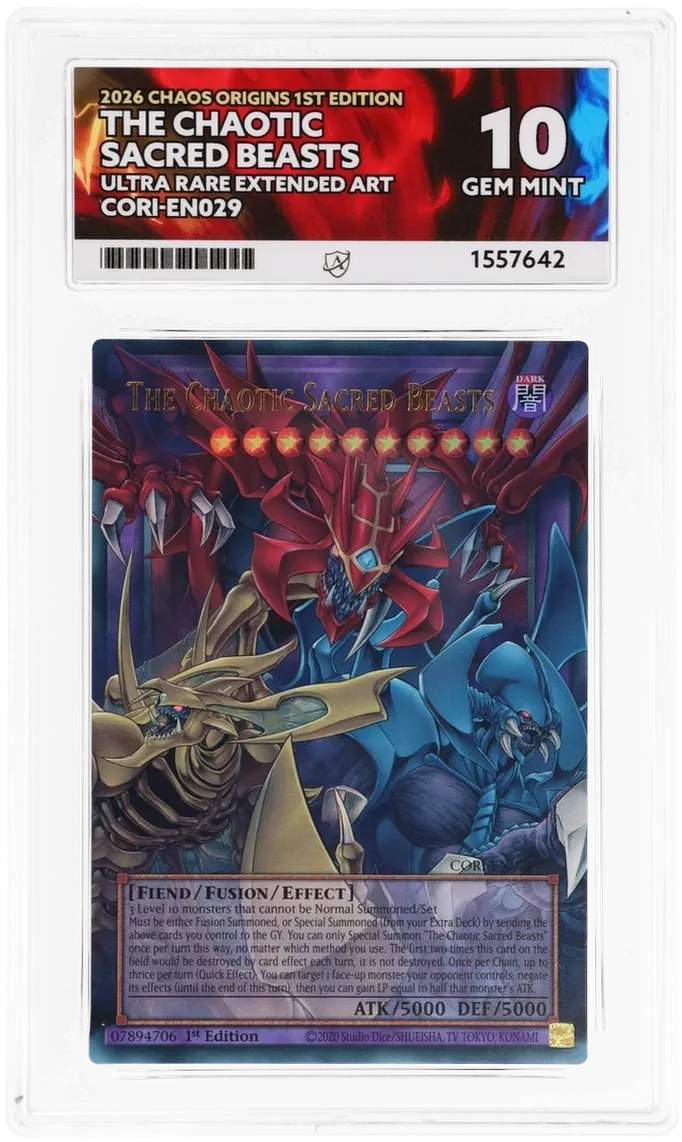 2026 CHAOS ORIGINS 1ST EDITION
THE CHAOTIC
SACRED BEASTS
ULTRA RARE EXTENDED ART
CORI-EN029
10
GEM MINT
1557642
THE CHAOTIC SACRED BEASTS
DARK
闇
[FIEND/FUSION/EFFECT]
3 Level 10 monsters that cannot be Normal Summoned/Set
Must be either Fusion Summoned, or Special Summoned (from your Extra Deck) by sending the
above cards you control to the GY. You can only Special Summon "The Chaotic Sacred Beasts"
once per turn this way, no matter which method you use. The first two times this card on the
field would be destroyed by card effect each turn, it is not destroyed. Once per Chain, up to
thrice per turn (Quick Effect): You can target 1 face-up monster your opponent controls; negate
its effects (until the end of this turn), then you can gain LP equal to half that monster's ATK.
ATK/5000 DEF/5000
07894706 1st Edition
©2020 Studio Dice/SHUEISHA, TV TOKYO, KONAMI